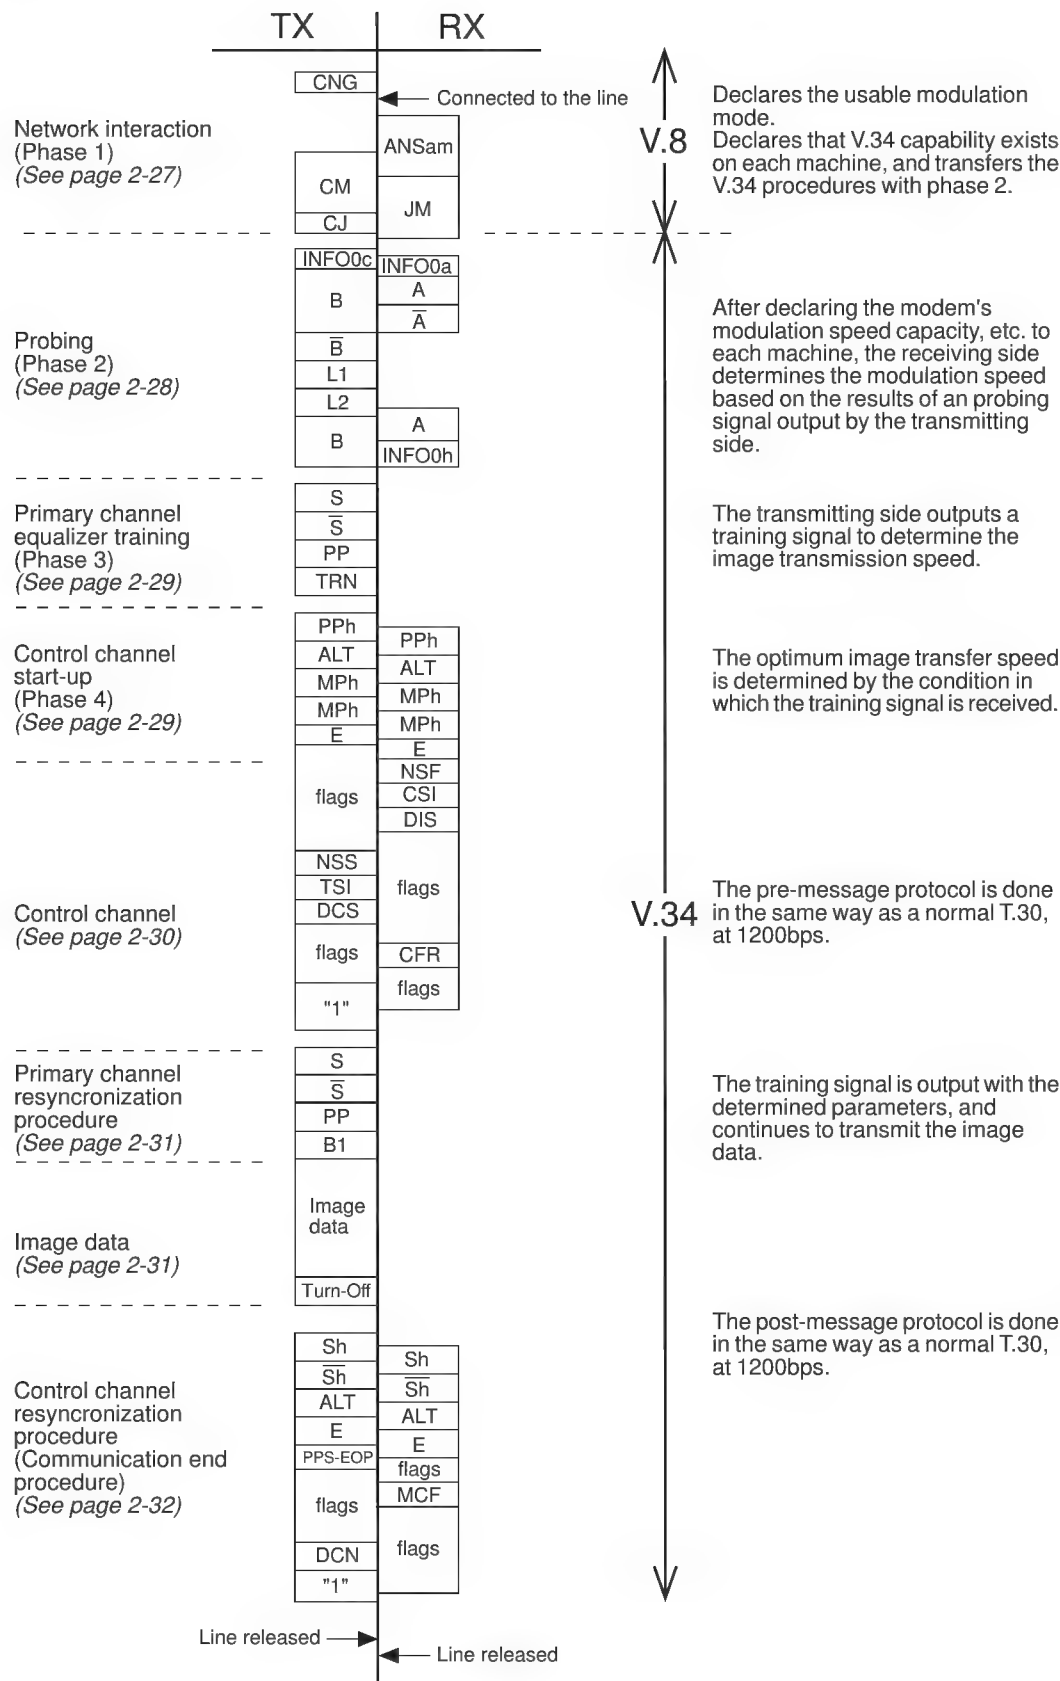 TX RX
CNG
Connected to the line
Network interaction
(Phase 1)
(See page 2-27)
ANSam
CM
JM
CJ
V.8
Declares the usable modulation
mode.
Declares that V.34 capability exists
on each machine, and transfers the
V.34 procedures with phase 2.
INFO0c
INFO0a
B
A
A̅
Probing
(Phase 2)
(See page 2-28)
B̅
L1
L2
B
A
INFO0h
After declaring the modem's
modulation speed capacity, etc. to
each machine, the receiving side
determines the modulation speed
based on the results of an probing
signal output by the transmitting
side.
Primary channel
equalizer training
(Phase 3)
(See page 2-29)
S
S̅
PP
TRN
The transmitting side outputs a
training signal to determine the
image transmission speed.
Control channel
start-up
(Phase 4)
(See page 2-29)
PPh
ALT
MPh
MPh
E
PPh
ALT
MPh
MPh
E
The optimum image transfer speed
is determined by the condition in
which the training signal is received.
Control channel
(See page 2-30)
flags
NSS
TSI
DCS
flags
"1"
NSF
CSI
DIS
flags
CFR
flags
V.34
The pre-message protocol is done
in the same way as a normal T.30,
at 1200bps.
Primary channel
resyncronization
procedure
(See page 2-31)
S
S̅
PP
B1
The training signal is output with the
determined parameters, and
continues to transmit the image
data.
Image data
(See page 2-31)
Image
data
Turn-Off
The post-message protocol is done
in the same way as a normal T.30,
at 1200bps.
Control channel
resyncronization
procedure
(Communication end
procedure)
(See page 2-32)
Sh
S̅h̅
ALT
E
PPS-EOP
flags
DCN
"1"
Sh
S̅h̅
ALT
E
flags
MCF
flags
Line released
Line released